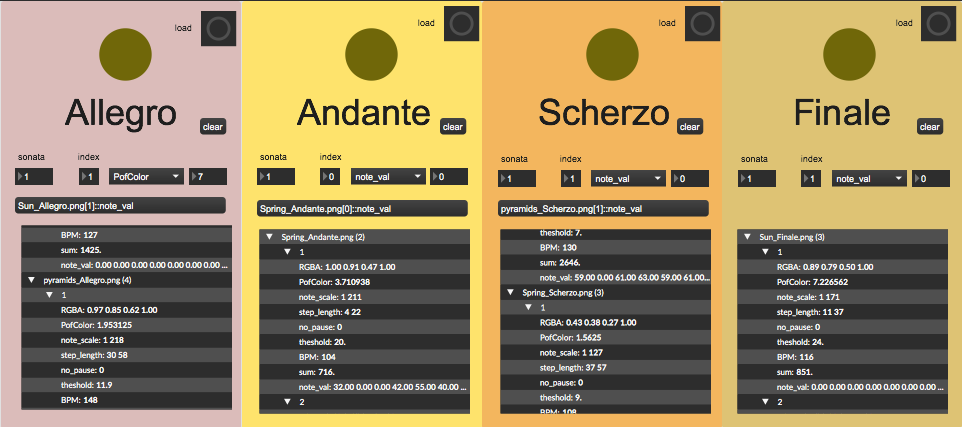 load
Allegro
clear
sonata
index
1
1
PofColor
7
Sun_Allegro.png[1]::note_val
BPM: 127
sum: 1425.
note_val: 0.00 0.00 0.00 0.00 0.00 0.00 0.00 ...
pyramids_Allegro.png (4)
1
RGBA: 0.97 0.85 0.62 1.00
PofColor: 1.953125
note_scale: 1 218
step_length: 30 58
no_pause: 0
theshold: 11.9
BPM: 148
load
Andante
clear
sonata
index
1
0
note_val
0
Spring_Andante.png[0]::note_val
Spring_Andante.png (2)
1
RGBA: 1.00 0.91 0.47 1.00
PofColor: 3.710938
note_scale: 1 211
step_length: 4 22
no_pause: 0
theshold: 20.
BPM: 104
sum: 716.
note_val: 32.00 0.00 0.00 42.00 55.00 40.00 ...
2
load
Scherzo
clear
sonata
index
1
1
note_val
0
pyramids_Scherzo.png[1]::note_val
theshold: 7.
BPM: 130
sum: 2646.
note_val: 59.00 0.00 61.00 63.00 59.00 61.00...
Spring_Scherzo.png (3)
1
RGBA: 0.43 0.38 0.27 1.00
PofColor: 1.5625
note_scale: 1 127
step_length: 37 57
no_pause: 0
theshold: 9.
BPM: 108
load
Finale
clear
sonata
index
1
0
note_val
0
Sun_Finale.png[1]::note_val
Sun_Finale.png (3)
1
RGBA: 0.89 0.79 0.50 1.00
PofColor: 7.226562
note_scale: 1 171
step_length: 11 37
no_pause: 0
theshold: 24.
BPM: 116
sum: 851.
note_val: 0.00 0.00 0.00 0.00 0.00 0.00 0.00 ...
2